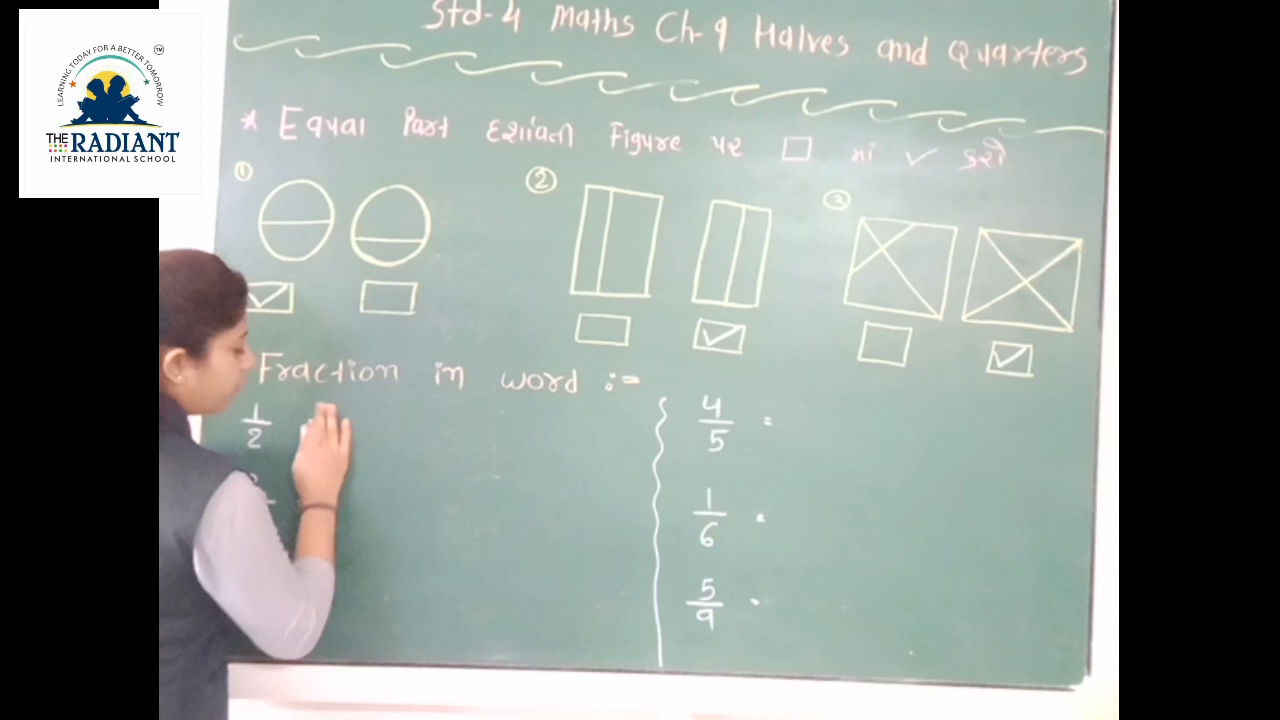 LEARNING TODAY FOR A BETTER TOMORROW
TM
THE RADIANT
INTERNATIONAL SCHOOL
Std-4 Maths Ch-9 Halves and Quarters
* Equal Part દર્શાવતી Figure પર □ માં ✓ કરો
① ② ③
Fraction in word :=
1/2
4/5 =
1/6 =
5/9 =